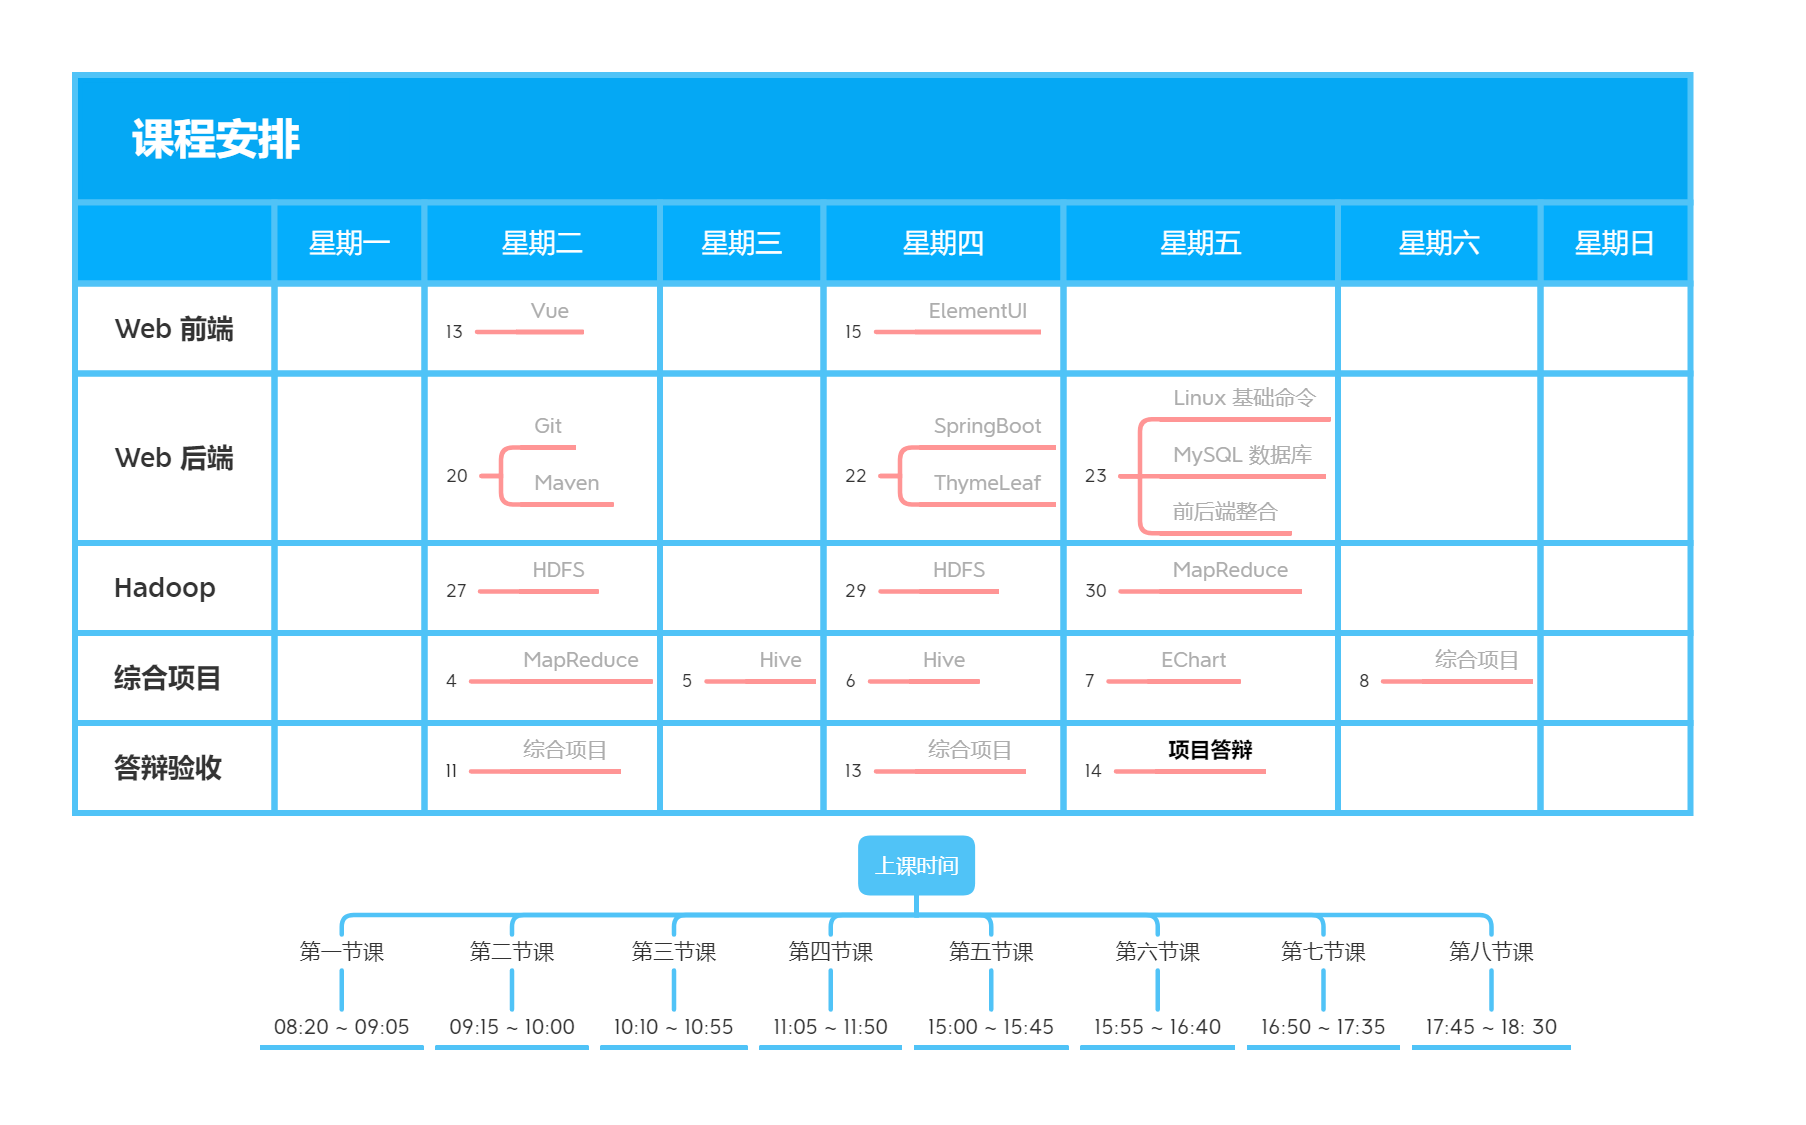 课程安排
星期一 星期二 星期三 星期四 星期五 星期六 星期日
Web 前端
13 Vue
15 ElementUI
Web 后端
20 Git
Maven
22 SpringBoot
ThymeLeaf
23 Linux 基础命令
MySQL 数据库
前后端整合
Hadoop
27 HDFS
29 HDFS
30 MapReduce
综合项目
4 MapReduce
5 Hive
6 Hive
7 EChart
8 综合项目
答辩验收
11 综合项目
13 综合项目
14 项目答辩
上课时间
第一节课 第二节课 第三节课 第四节课 第五节课 第六节课 第七节课 第八节课
08:20 ~ 09:05 09:15 ~ 10:00 10:10 ~ 10:55 11:05 ~ 11:50 15:00 ~ 15:45 15:55 ~ 16:40 16:50 ~ 17:35 17:45 ~ 18: 30